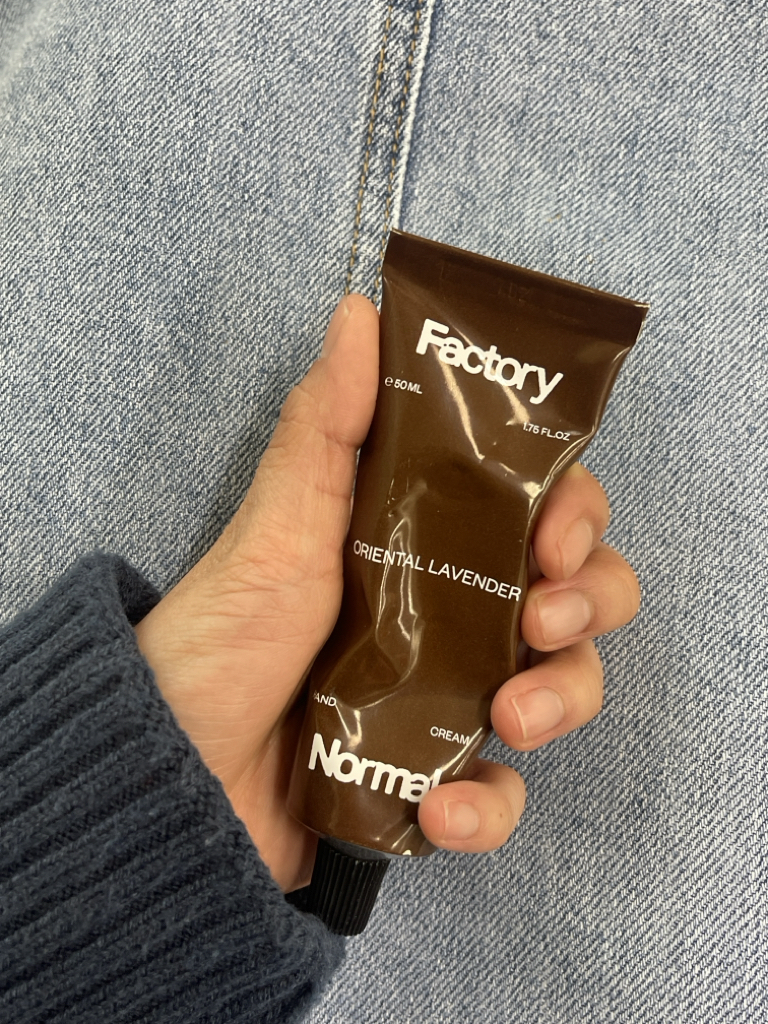 Factory
℮ 50 ML
1.75 FL.OZ
ORIENTAL LAVENDER
HAND
CREAM
Normal